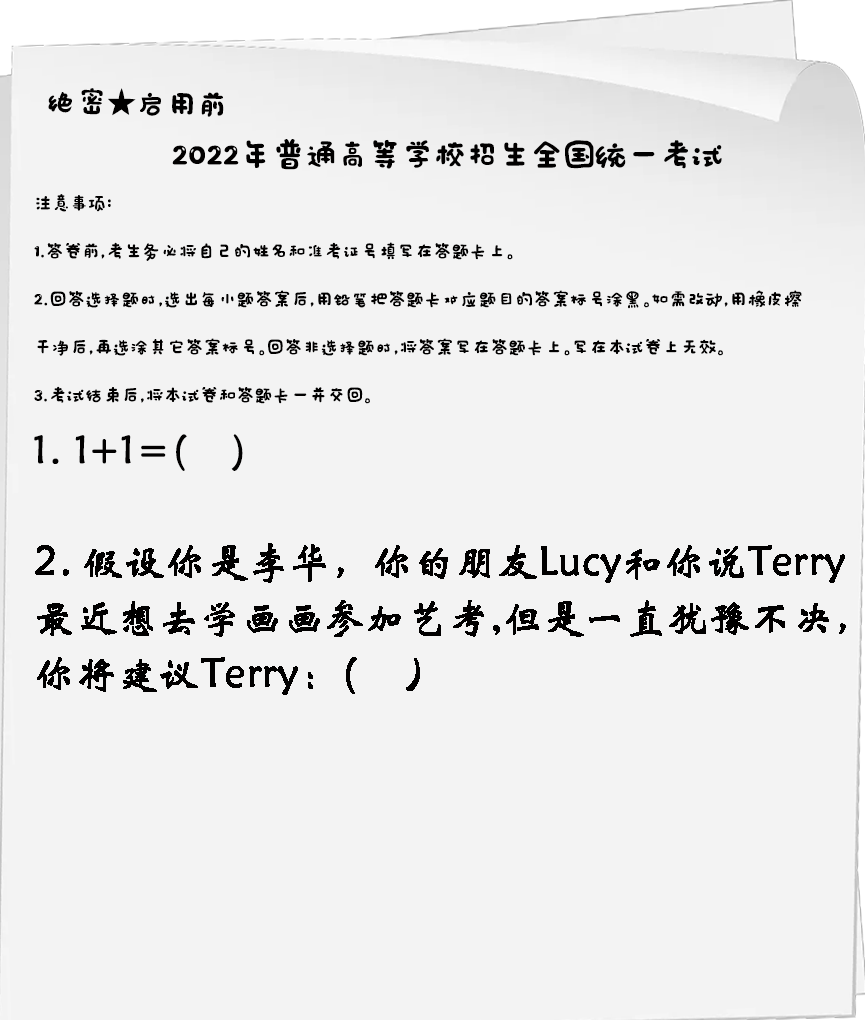 绝密★启用前
2022年普通高等学校招生全国统一考试
注意事项:
1.答卷前,考生务必将自己的姓名和准考证号填写在答题卡上。
2.回答选择题时,选出每小题答案后,用铅笔把答题卡对应题目的答案标号涂黑。如需改动,用橡皮擦
干净后,再选涂其它答案标号。回答非选择题时,将答案写在答题卡上。写在本试卷上无效。
3.考试结束后,将本试卷和答题卡一并交回。
1. 1+1=( )
2. 假设你是李华，你的朋友Lucy和你说Terry
最近想去学画画参加艺考,但是一直犹豫不决，
你将建议Terry：( )